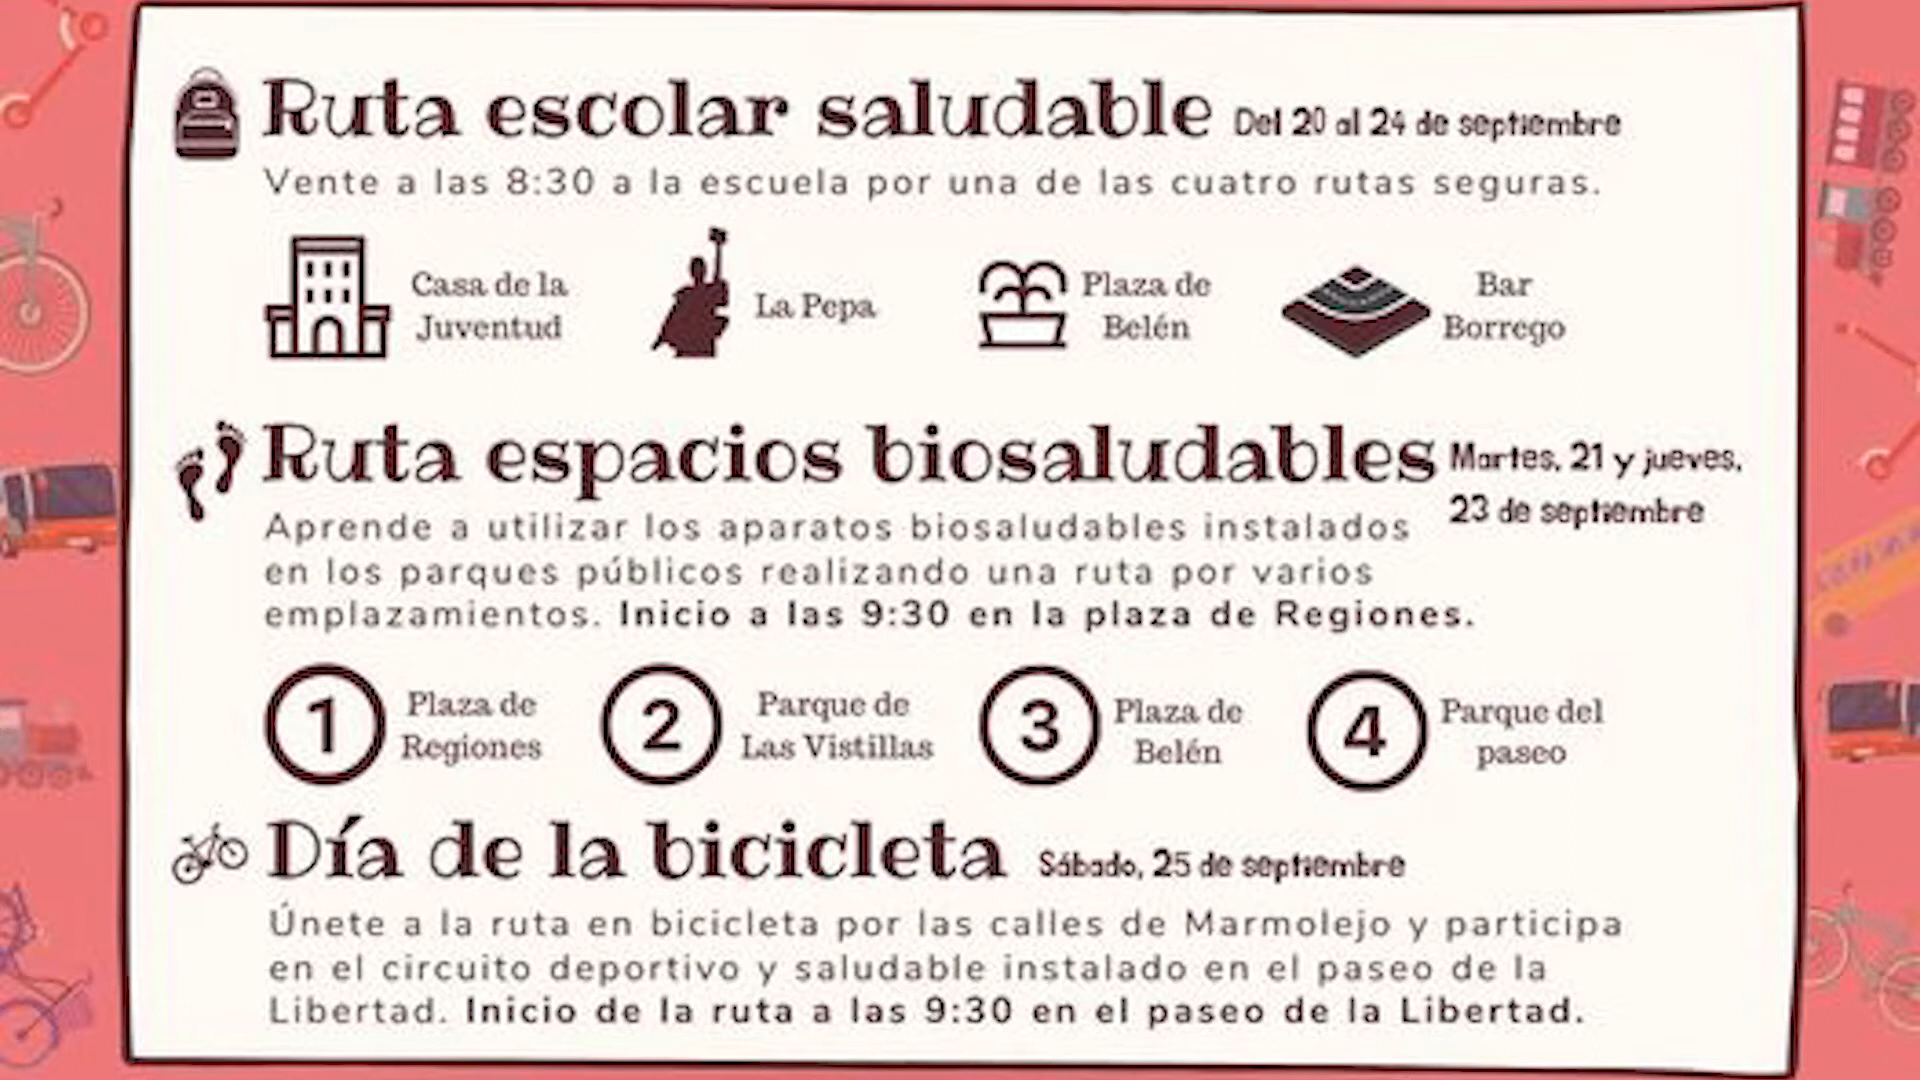 Ruta escolar saludable Del 20 al 24 de septiembre
Vente a las 8:30 a la escuela por una de las cuatro rutas seguras.
Casa de la
Juventud
La Pepa
Plaza de
Belén
Bar
Borrego
Ruta espacios biosaludables Martes, 21 y jueves,
23 de septiembre
Aprende a utilizar los aparatos biosaludables instalados
en los parques públicos realizando una ruta por varios
emplazamientos. Inicio a las 9:30 en la plaza de Regiones.
1 Plaza de
Regiones
2 Parque de
Las Vistillas
3 Plaza de
Belén
4 Parque del
paseo
Día de la bicicleta Sábado, 25 de septiembre
Únete a la ruta en bicicleta por las calles de Marmolejo y participa
en el circuito deportivo y saludable instalado en el paseo de la
Libertad. Inicio de la ruta a las 9:30 en el paseo de la Libertad.